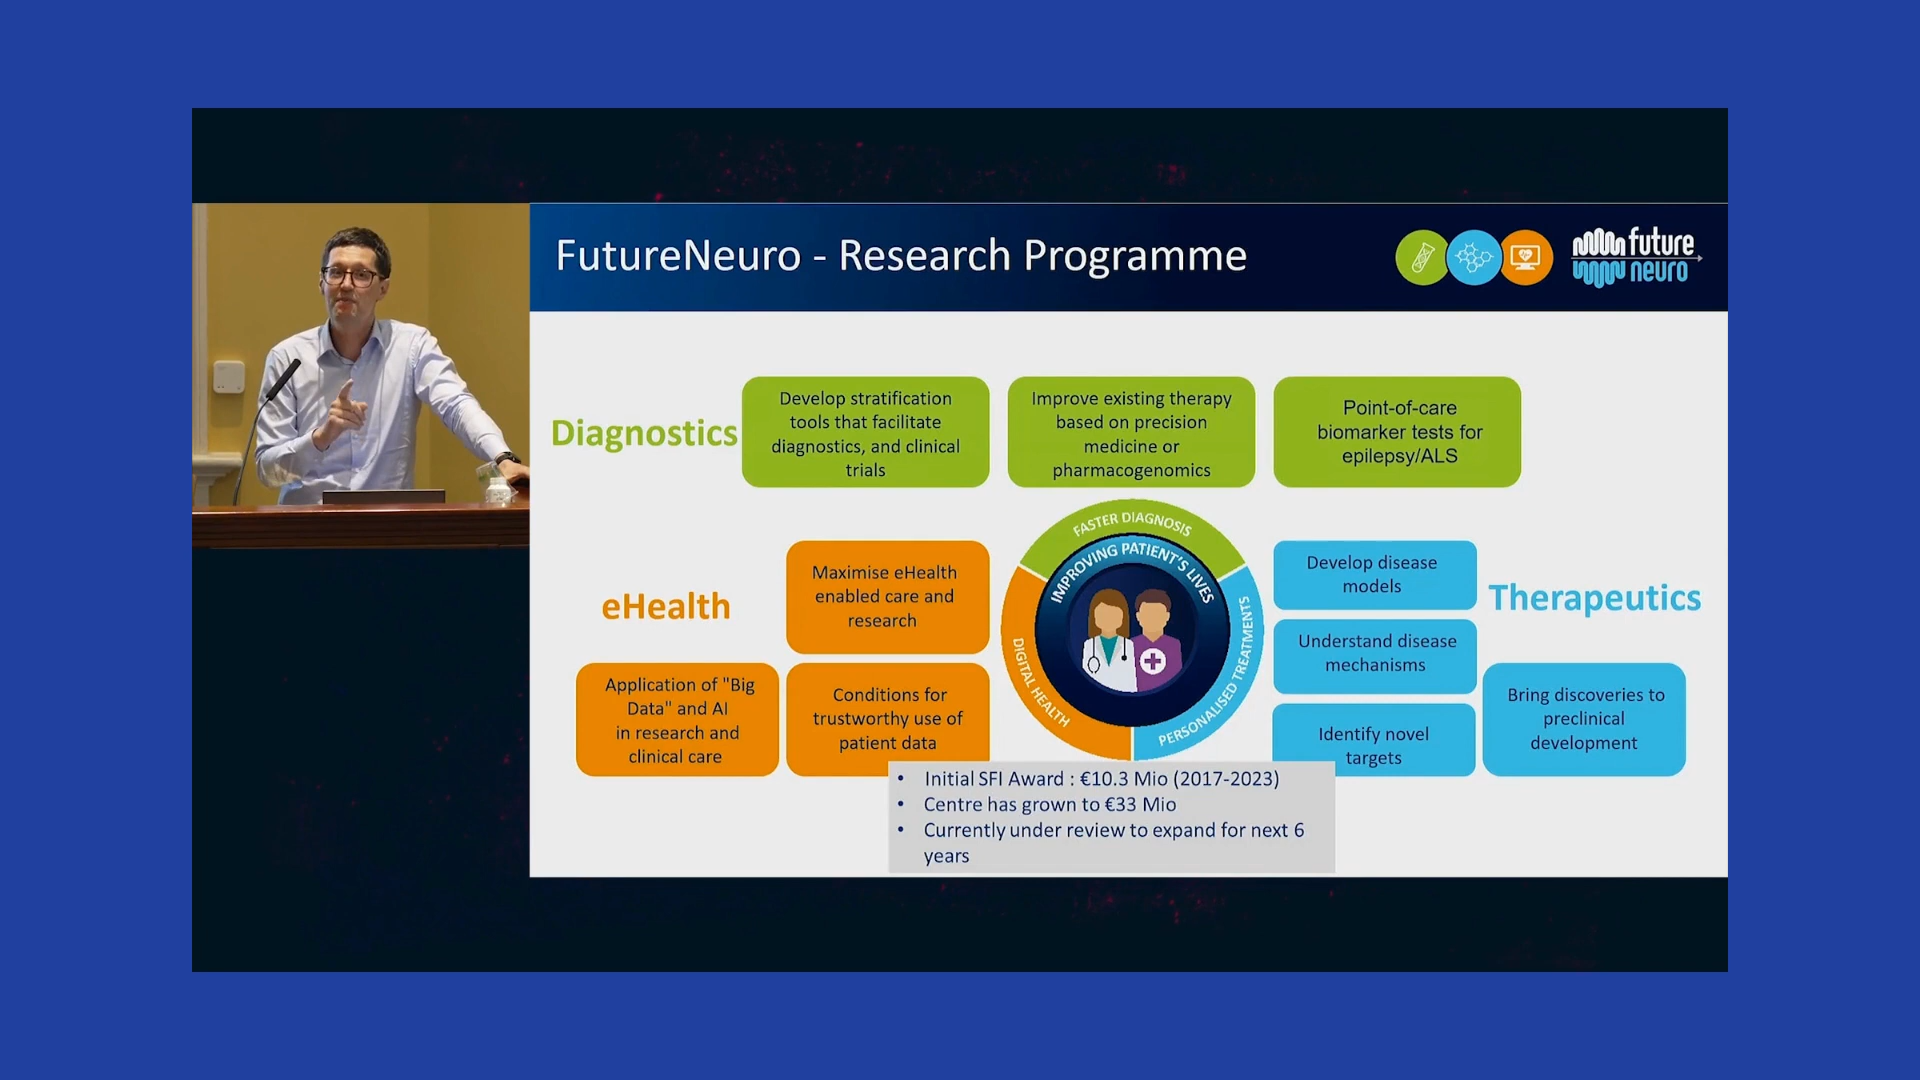 FutureNeuro - Research Programme
future
neuro
Diagnostics
Develop stratification
tools that facilitate
diagnostics, and clinical
trials
Improve existing therapy
based on precision
medicine or
pharmacogenomics
Point-of-care
biomarker tests for
epilepsy/ALS
eHealth
Maximise eHealth
enabled care and
research
Application of "Big
Data" and AI
in research and
clinical care
Conditions for
trustworthy use of
patient data
FASTER DIAGNOSIS
IMPROVING PATIENT'S LIVES
DIGITAL HEALTH
PERSONALISED TREATMENTS
Develop disease
models
Therapeutics
Understand disease
mechanisms
Identify novel
targets
Bring discoveries to
preclinical
development
• Initial SFI Award : €10.3 Mio (2017-2023)
• Centre has grown to €33 Mio
• Currently under review to expand for next 6
years